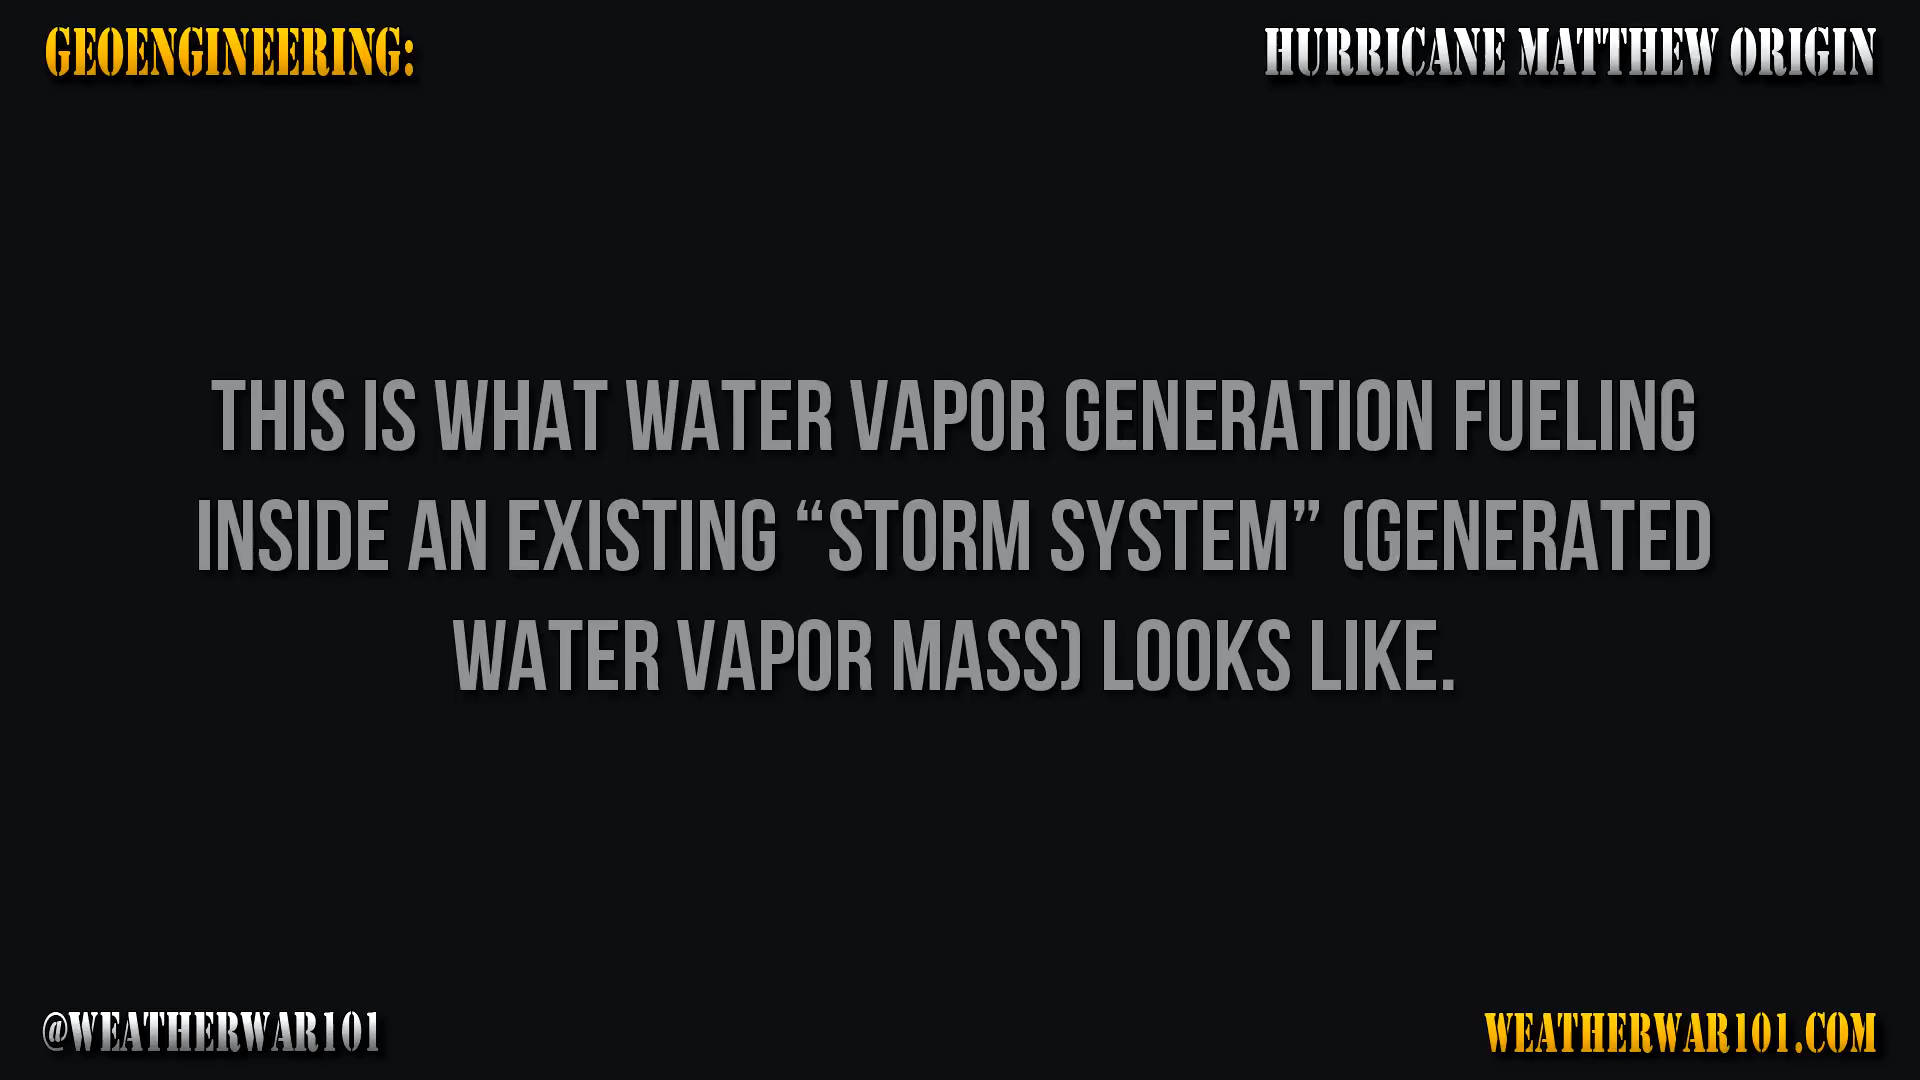 GEOENGINEERING:
HURRICANE MATTHEW ORIGIN
THIS IS WHAT WATER VAPOR GENERATION FUELING
INSIDE AN EXISTING “STORM SYSTEM” (GENERATED
WATER VAPOR MASS) LOOKS LIKE.
@WEATHERWAR101
WEATHERWAR101.COM